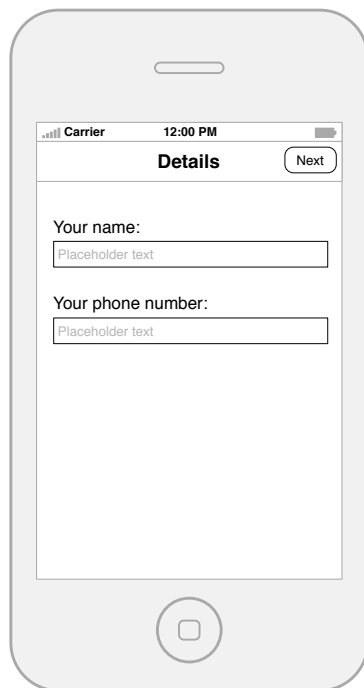 Carrier 12:00 PM
Details Next
Your name:
Placeholder text
Your phone number:
Placeholder text